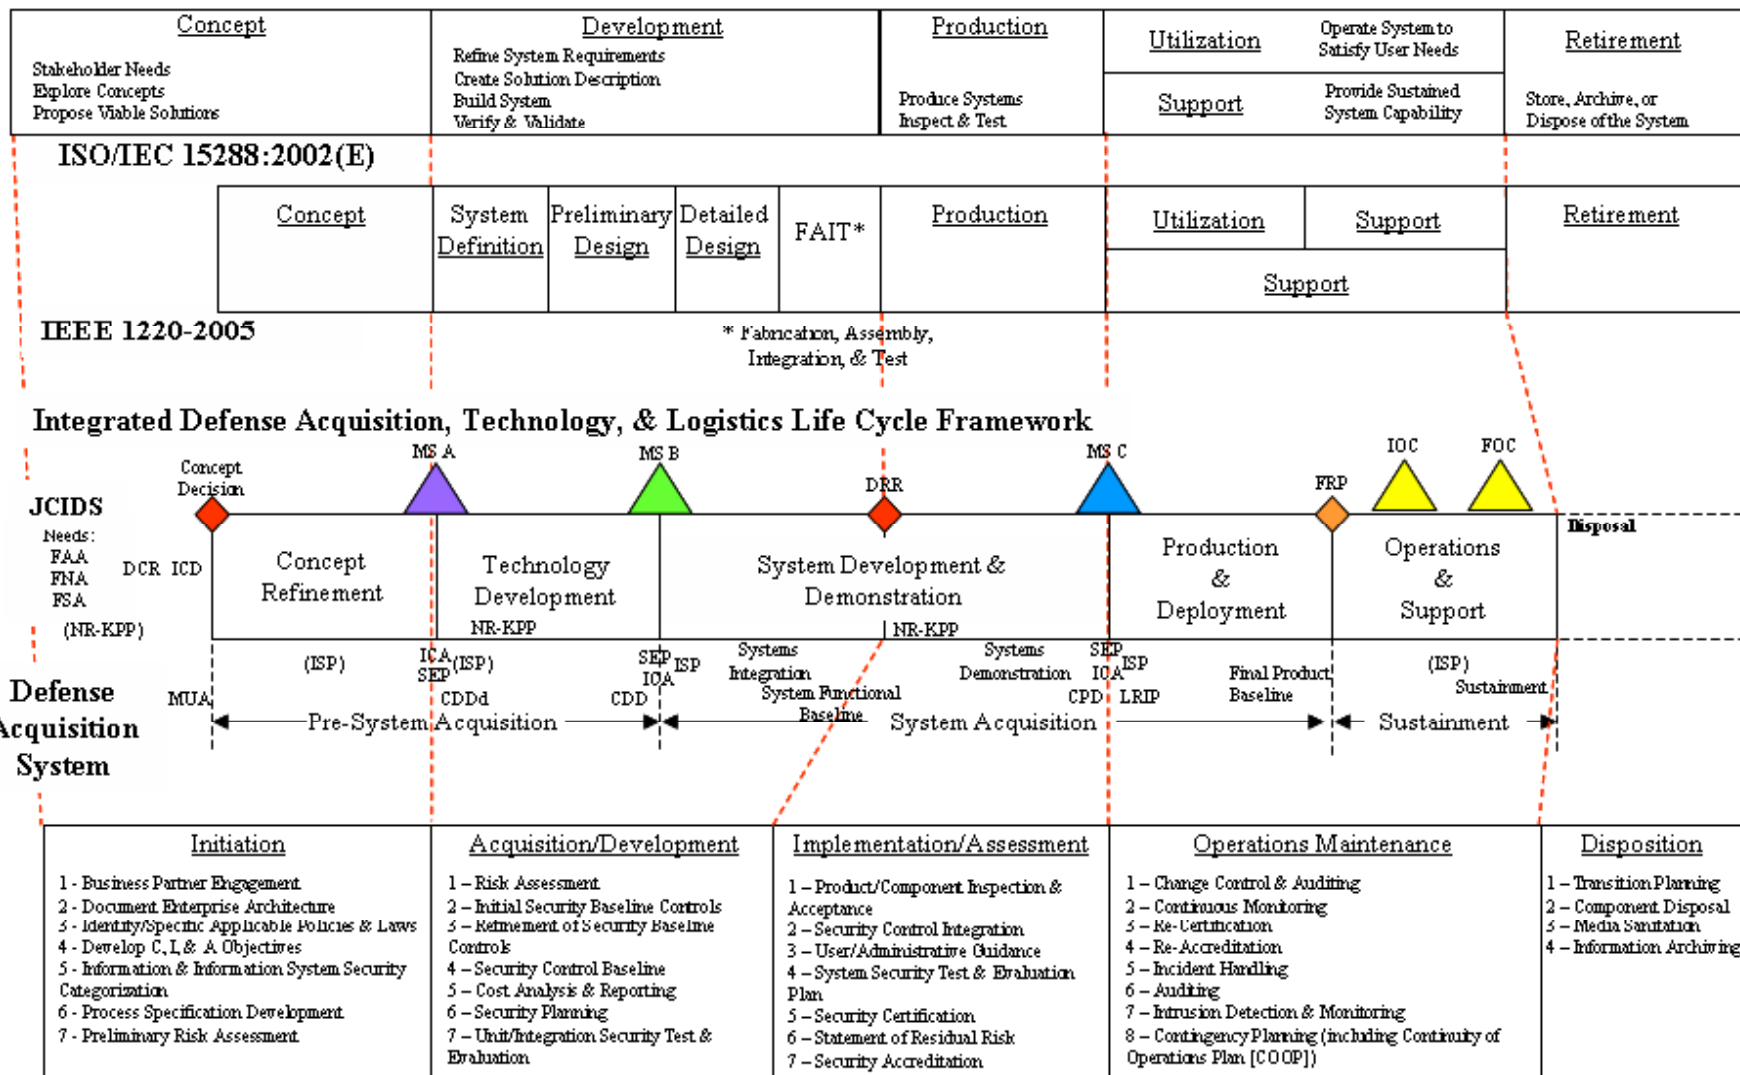 Concept
Stakeholder Needs
Explore Concepts
Propose Viable Solutions
Development
Refine System Requirements
Create Solution Description
Build System
Verify & Validate
Production
Produce Systems
Inspect & Test
Utilization
Operate System to
Satisfy User Needs
Support
Provide Sustained
System Capability
Retirement
Store, Archive, or
Dispose of the System
ISO/IEC 15288:2002(E)
Concept
System
Definition
Preliminary
Design
Detailed
Design
FAIT*
Production
Utilization
Support
Support
Retirement
IEEE 1220-2005
* Fabrication, Assembly,
Integration, & Test
Integrated Defense Acquisition, Technology, & Logistics Life Cycle Framework
Concept
Decision
MS A
MS B
DRR
MS C
FRP
IOC
FOC
JCIDS
Needs:
FAA
FNA
FSA
(NR-KPP)
DCR ICD
Concept
Refinement
Technology
Development
NR-KPP
System Development &
Demonstration
NR-KPP
Production
&
Deployment
Operations
&
Support
Disposal
(ISP)
ICA
SEP
(ISP)
SEP
ICA
ISP
Systems
Integration
Systems
Demonstration
SEP
ICA
ISP
Final Product
Baseline
(ISP)
Sustainment
MUA
CDDd
CDD
System Functional
Baseline
CPD
LRIP
Pre-System Acquisition
System Acquisition
Sustainment
Defense
Acquisition
System
Initiation
1 - Business Partner Engagement
2 - Document Enterprise Architecture
3 - Identify/Specific Applicable Policies & Laws
4 - Develop C, I, & A Objectives
5 - Information & Information System Security
Categorization
6 - Process Specification Development
7 - Preliminary Risk Assessment
Acquisition/Development
1 – Risk Assessment
2 – Initial Security Baseline Controls
3 – Refinement of Security Baseline
Controls
4 – Security Control Baseline
5 – Cost Analysis & Reporting
6 – Security Planning
7 – Unit/Integration Security Test &
Evaluation
Implementation/Assessment
1 – Product/Component Inspection &
Acceptance
2 – Security Control Integration
3 – User/Administrative Guidance
4 – System Security Test & Evaluation
Plan
5 – Security Certification
6 – Statement of Residual Risk
7 – Security Accreditation
Operations Maintenance
1 – Change Control & Auditing
2 – Continuous Monitoring
3 – Re-Certification
4 – Re-Accreditation
5 – Incident Handling
6 – Auditing
7 – Intrusion Detection & Monitoring
8 – Contingency Planning (including Continuity of
Operations Plan [COOP])
Disposition
1 – Transition Planning
2 – Component Disposal
3 – Media Sanitation
4 – Information Archiving